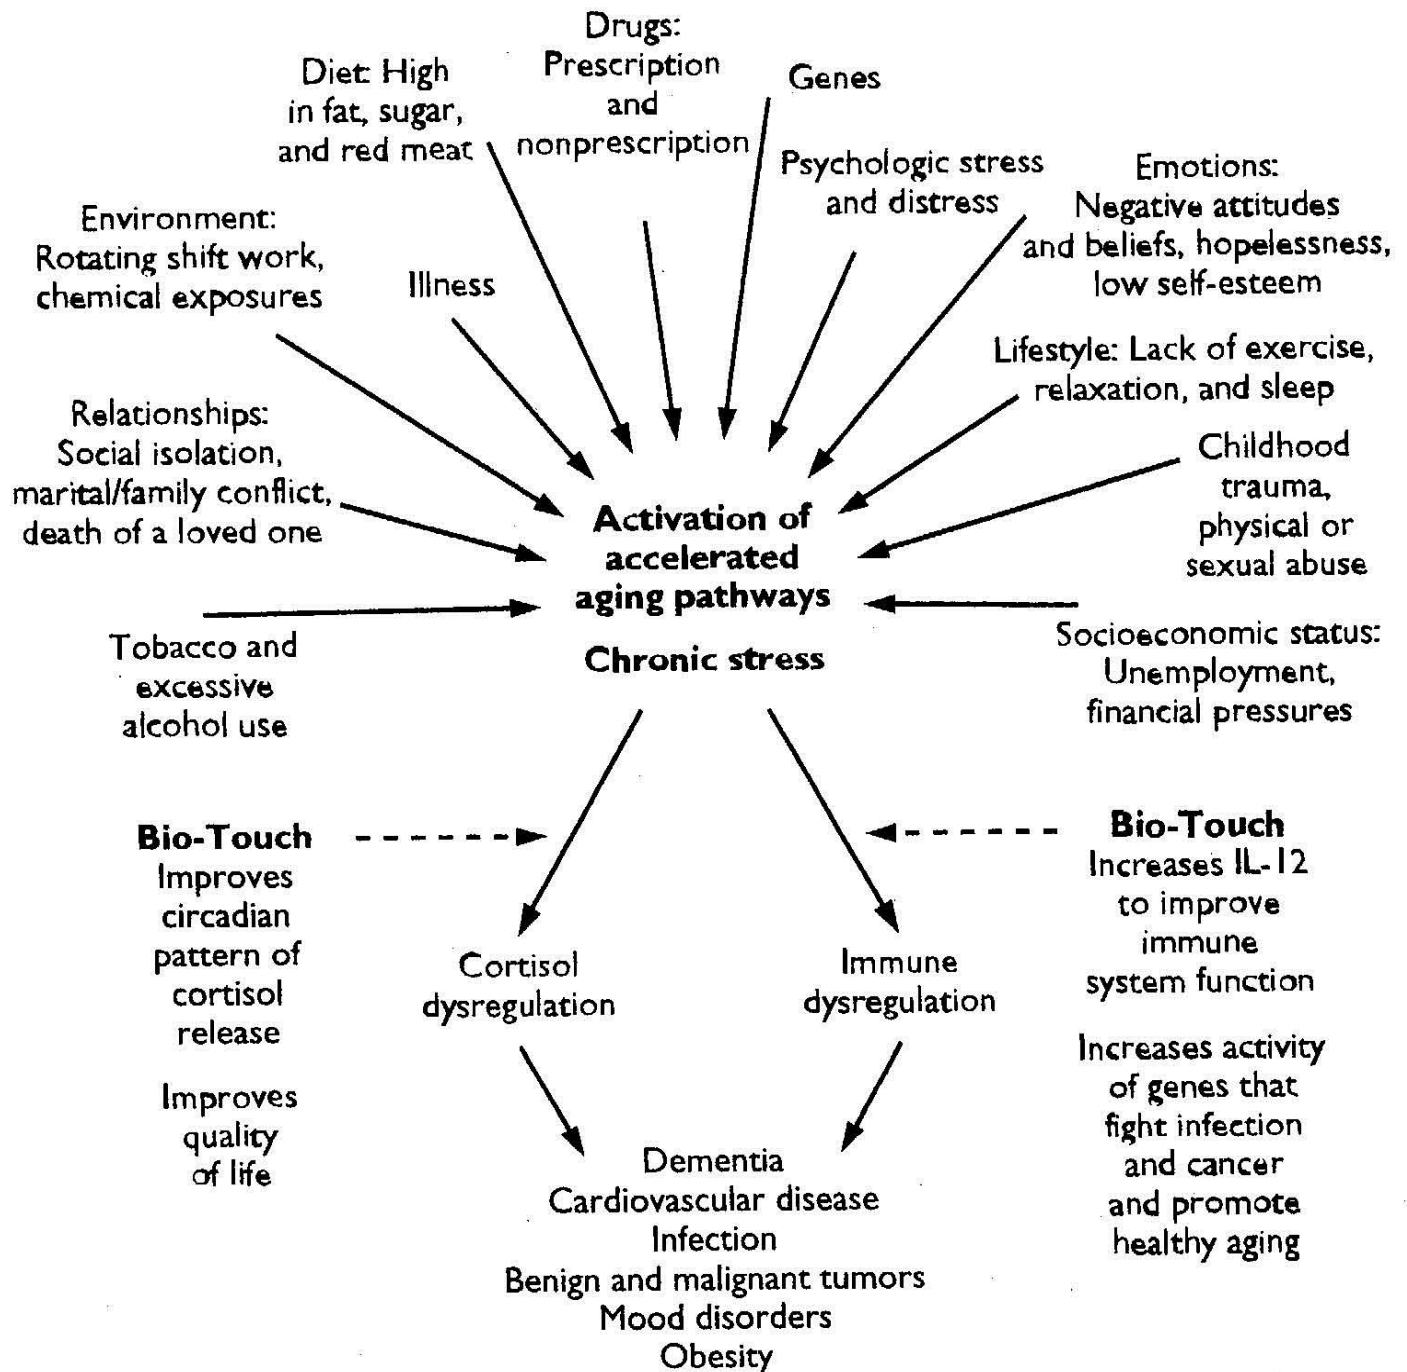 Drugs:
Prescription
and
nonprescription
Diet: High
in fat, sugar,
and red meat
Genes
Psychologic stress
and distress
Emotions:
Negative attitudes
and beliefs, hopelessness,
low self-esteem
Environment:
Rotating shift work,
chemical exposures
Illness
Lifestyle: Lack of exercise,
relaxation, and sleep
Relationships:
Social isolation,
marital/family conflict,
death of a loved one
Childhood
trauma,
physical or
sexual abuse
Activation of
accelerated
aging pathways
Chronic stress
Tobacco and
excessive
alcohol use
Socioeconomic status:
Unemployment,
financial pressures
Bio-Touch
Improves
circadian
pattern of
cortisol
release
Improves
quality
of life
Cortisol
dysregulation
Immune
dysregulation
Bio-Touch
Increases IL-12
to improve
immune
system function
Increases activity
of genes that
fight infection
and cancer
and promote
healthy aging
Dementia
Cardiovascular disease
Infection
Benign and malignant tumors
Mood disorders
Obesity